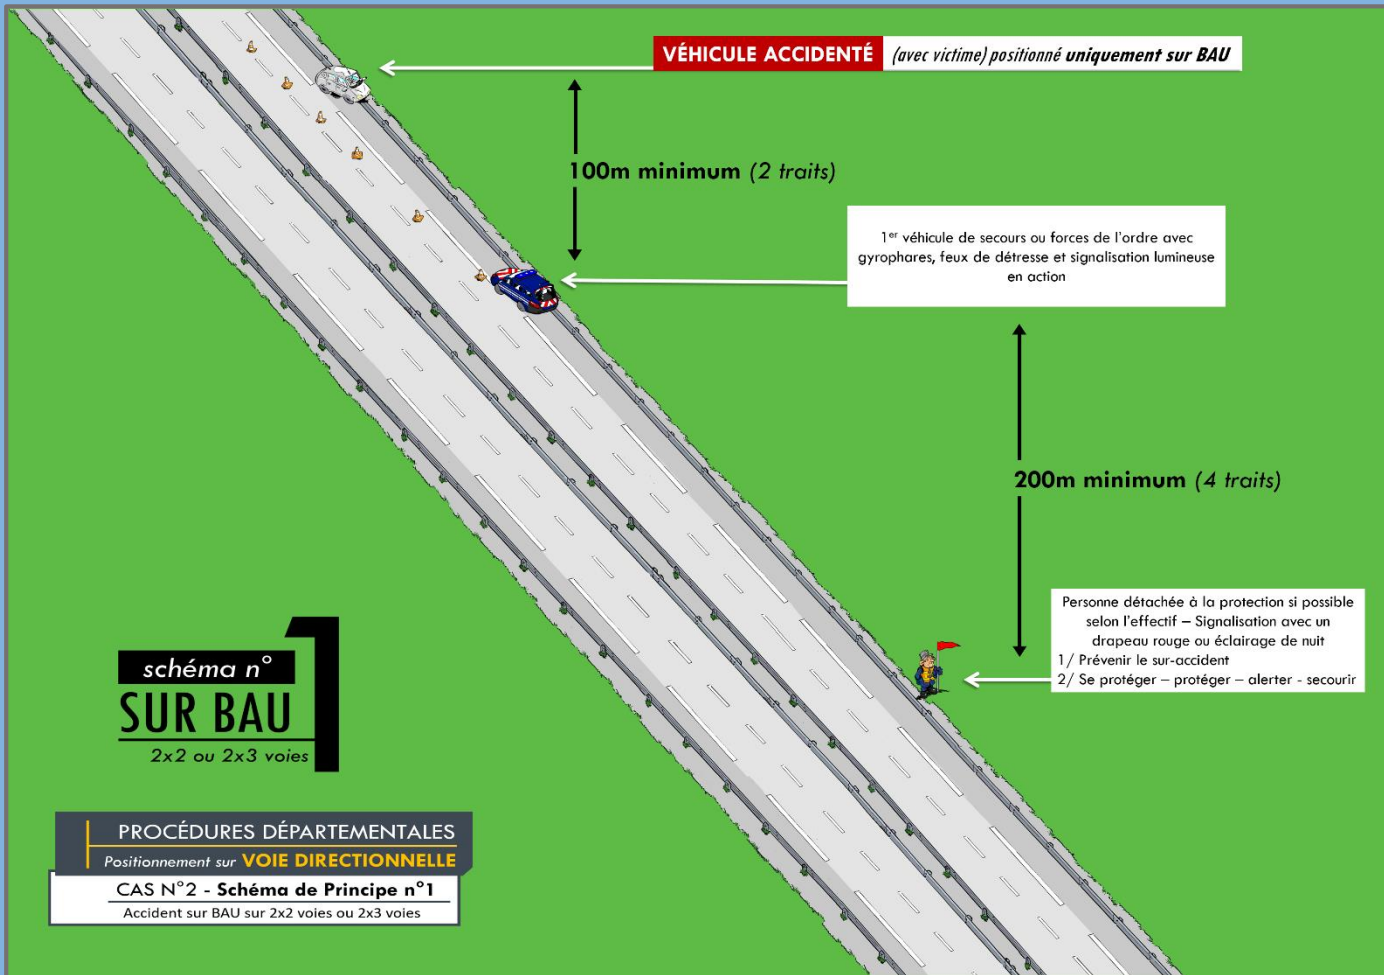 VÉHICULE ACCIDENTÉ (avec victime) positionné uniquement sur BAU
100m minimum (2 traits)
1er véhicule de secours ou forces de l'ordre avec
gyrophares, feux de détresse et signalisation lumineuse
en action
200m minimum (4 traits)
Personne détachée à la protection si possible
selon l'effectif – Signalisation avec un
drapeau rouge ou éclairage de nuit
1/ Prévenir le sur-accident
2/ Se protéger – protéger – alerter - secourir
schéma n° 1
SUR BAU
2x2 ou 2x3 voies
PROCÉDURES DÉPARTEMENTALES
Positionnement sur VOIE DIRECTIONNELLE
CAS N°2 - Schéma de Principe n°1
Accident sur BAU sur 2x2 voies ou 2x3 voies